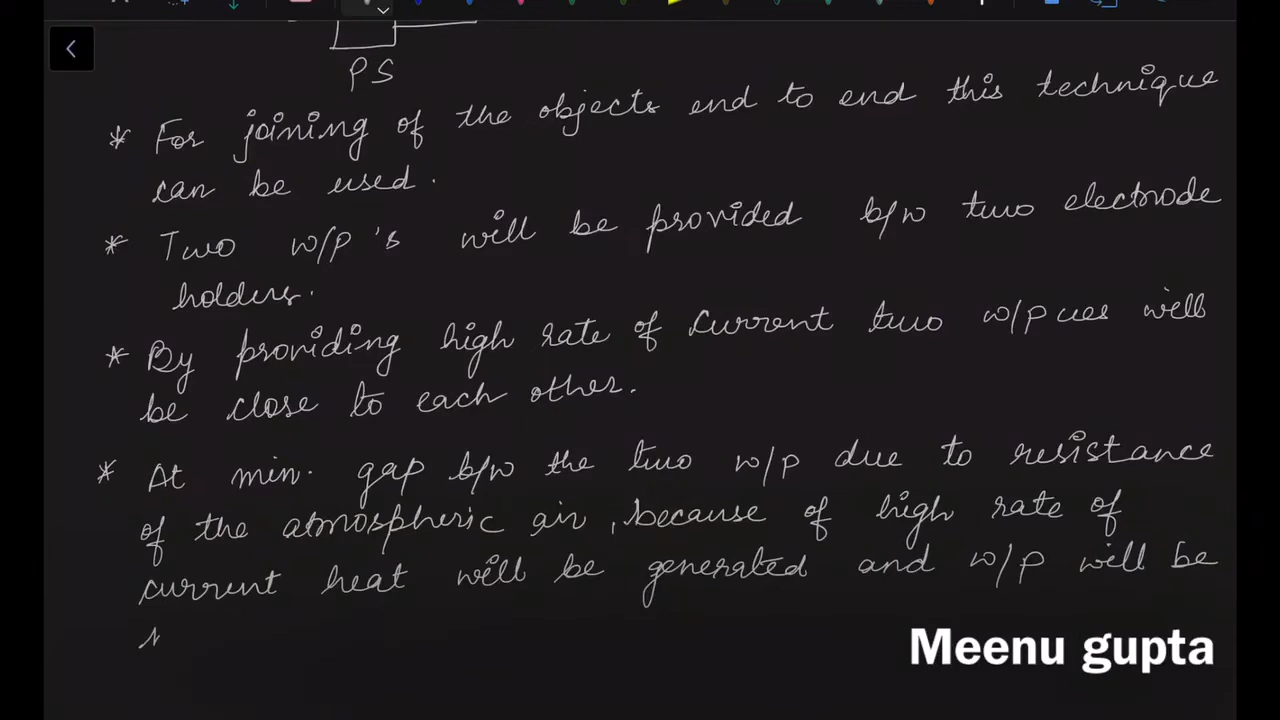 PS
* For joining of the objects end to end this technique
can be used.
* Two w/p's will be provided b/w two electrode
holders.
* By providing high rate of current two w/p will
be close to each other.
* At min. gap b/w the two w/p due to resistance
of the atmospheric air, because of high rate of
current heat will be generated and w/p will be
Meenu gupta